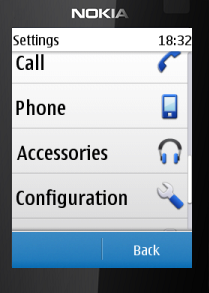 NOKIA
Settings 18:32
Call
Phone
Accessories
Configuration
Back